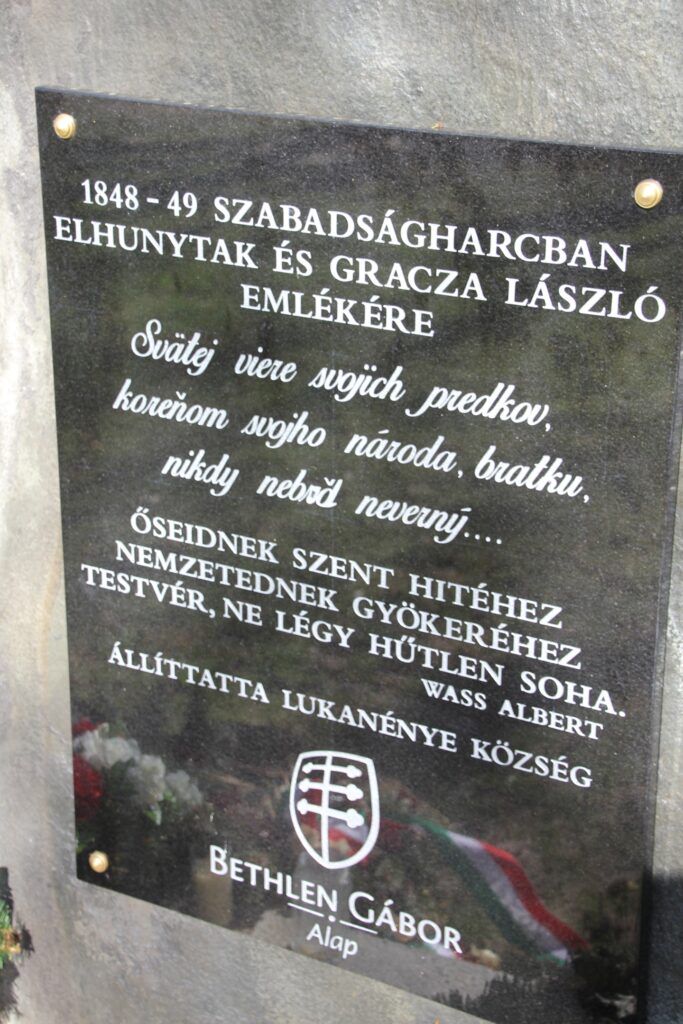 1848 - 49 SZABADSÁGHARCBAN
ELHUNYTAK ÉS GRACZA LÁSZLÓ
EMLÉKÉRE
Svätej viere svojich predkov,
koreňom svojho národa, bratku,
nikdy nebuď neverný....
ŐSEIDNEK SZENT HITÉHEZ
NEMZETEDNEK GYÖKERÉHEZ
TESTVÉR, NE LÉGY HŰTLEN SOHA.
WASS ALBERT
ÁLLÍTTATTA LUKANÉNYE KÖZSÉG
BETHLEN GÁBOR
Alap